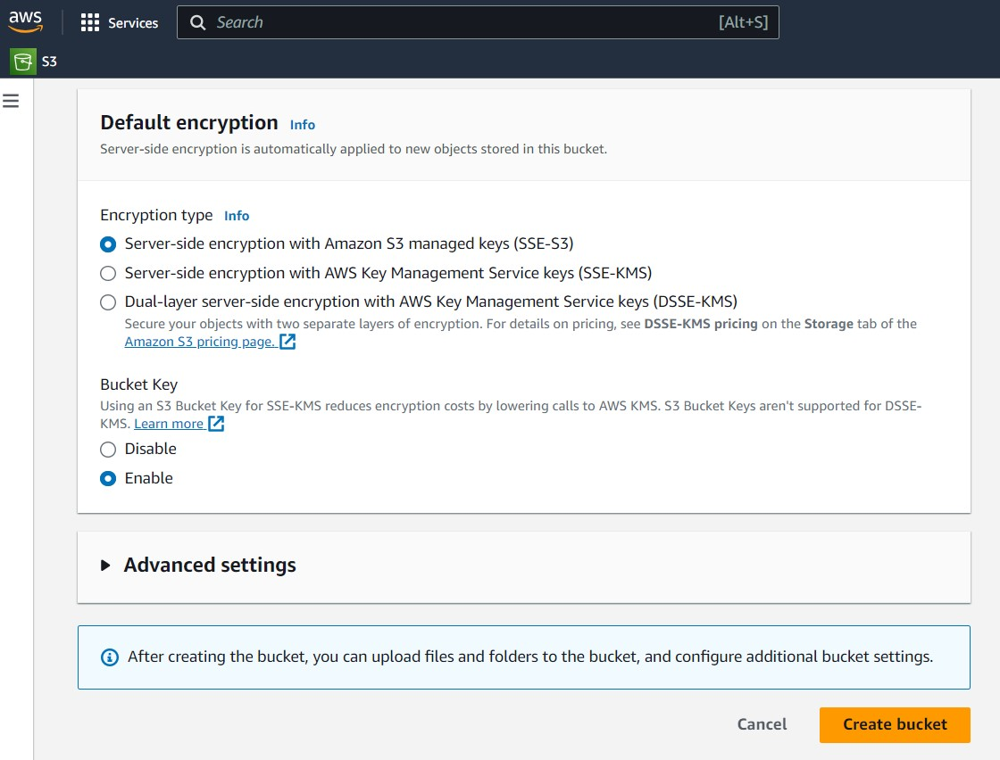 aws
Services
Search
[Alt+S]
S3
Default encryption Info
Server-side encryption is automatically applied to new objects stored in this bucket.
Encryption type Info
Server-side encryption with Amazon S3 managed keys (SSE-S3)
Server-side encryption with AWS Key Management Service keys (SSE-KMS)
Dual-layer server-side encryption with AWS Key Management Service keys (DSSE-KMS)
Secure your objects with two separate layers of encryption. For details on pricing, see DSSE-KMS pricing on the Storage tab of the
Amazon S3 pricing page.
Bucket Key
Using an S3 Bucket Key for SSE-KMS reduces encryption costs by lowering calls to AWS KMS. S3 Bucket Keys aren't supported for DSSE-
KMS. Learn more
Disable
Enable
Advanced settings
After creating the bucket, you can upload files and folders to the bucket, and configure additional bucket settings.
Cancel
Create bucket